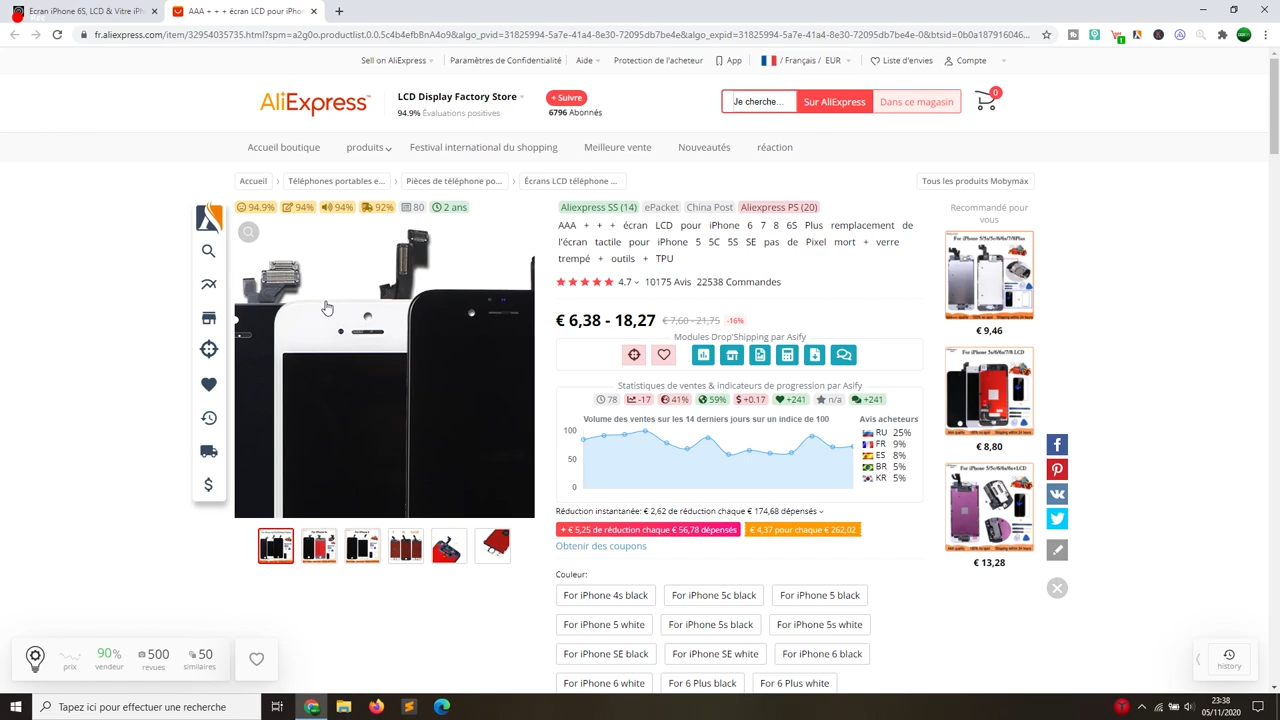 Rec
Ecran iPhone 6S, LCD & Vitre iPh
AAA + + + écran LCD pour iPhon
fr.aliexpress.com/item/32954035735.html?spm=a2g0o.productlist.0.0.5c4b4efbBnA4o9&algo_pvid=31825994-5a7e-41a4-8e30-72095db7be4e&algo_expid=31825994-5a7e-41a4-8e30-72095db7be4e-0&btsid=0b0a187916046...
Sell on AliExpress
Paramètres de Confidentialité
Aide
Protection de l'acheteur
App
/ Français / EUR
Liste d'envies
Compte
AliExpress™
LCD Display Factory Store
94.9% Évaluations positives
+ Suivre
6796 Abonnés
Je cherche...
Sur AliExpress
Dans ce magasin
0
Accueil boutique
produits
Festival international du shopping
Meilleure vente
Nouveautés
réaction
Accueil
Téléphones portables e...
Pièces de téléphone po...
Écrans LCD téléphone ...
Tous les produits Mobymax
94.9% 94% 94% 92% 80 2 ans
Aliexpress SS (14) ePacket China Post Aliexpress PS (20)
AAA + + + écran LCD pour iPhone 6 7 8 6S Plus remplacement de
l'écran tactile pour iPhone 5 5C 5S SE pas de Pixel mort + verre
trempé + outils + TPU
4.7 10175 Avis 22538 Commandes
€ 6,38 - 18,27 € 7,60 - 21,75 -16%
Modules Drop'Shipping par Asify
Statistiques de ventes & indicateurs de progression par Asify
78 -17 41% 59% -0.17 +241 n/a +241
Volume des ventes sur les 14 derniers jours sur un indice de 100
100
50
0
Avis acheteurs
RU 25%
FR 9%
ES 8%
BR 5%
KR 5%
Réduction instantanée: € 2,62 de réduction chaque € 174,68 dépensés
+ € 5,25 de réduction chaque € 56,78 dépensés
€ 4,37 pour chaque € 262,02
Obtenir des coupons
Couleur:
For iPhone 4s black
For iPhone 5c black
For iPhone 5 black
For iPhone 5 white
For iPhone 5s black
For iPhone 5s white
For iPhone SE black
For iPhone SE white
For iPhone 6 black
For iPhone 6 white
For 6 Plus black
For 6 Plus white
Recommandé pour
vous
€ 9,46
€ 8,80
€ 13,28
prix
90%
vendeur
500
revues
50
similaires
history
Tapez ici pour effectuer une recherche
23:38
05/11/2020